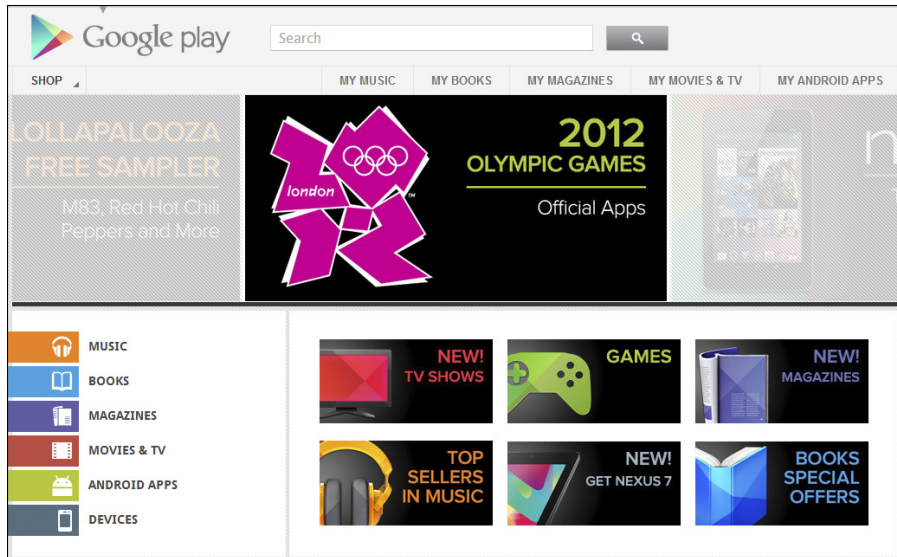 Google play
Search
SHOP
MY MUSIC
MY BOOKS
MY MAGAZINES
MY MOVIES & TV
MY ANDROID APPS
LOLLAPALOOZA
FREE SAMPLER
M83, Red Hot Chili
Peppers and More
london
TM
2012
OLYMPIC GAMES
Official Apps
MUSIC
BOOKS
MAGAZINES
MOVIES & TV
ANDROID APPS
DEVICES
NEW!
TV SHOWS
GAMES
NEW!
MAGAZINES
TOP
SELLERS
IN MUSIC
NEW!
GET NEXUS 7
BOOKS
SPECIAL
OFFERS